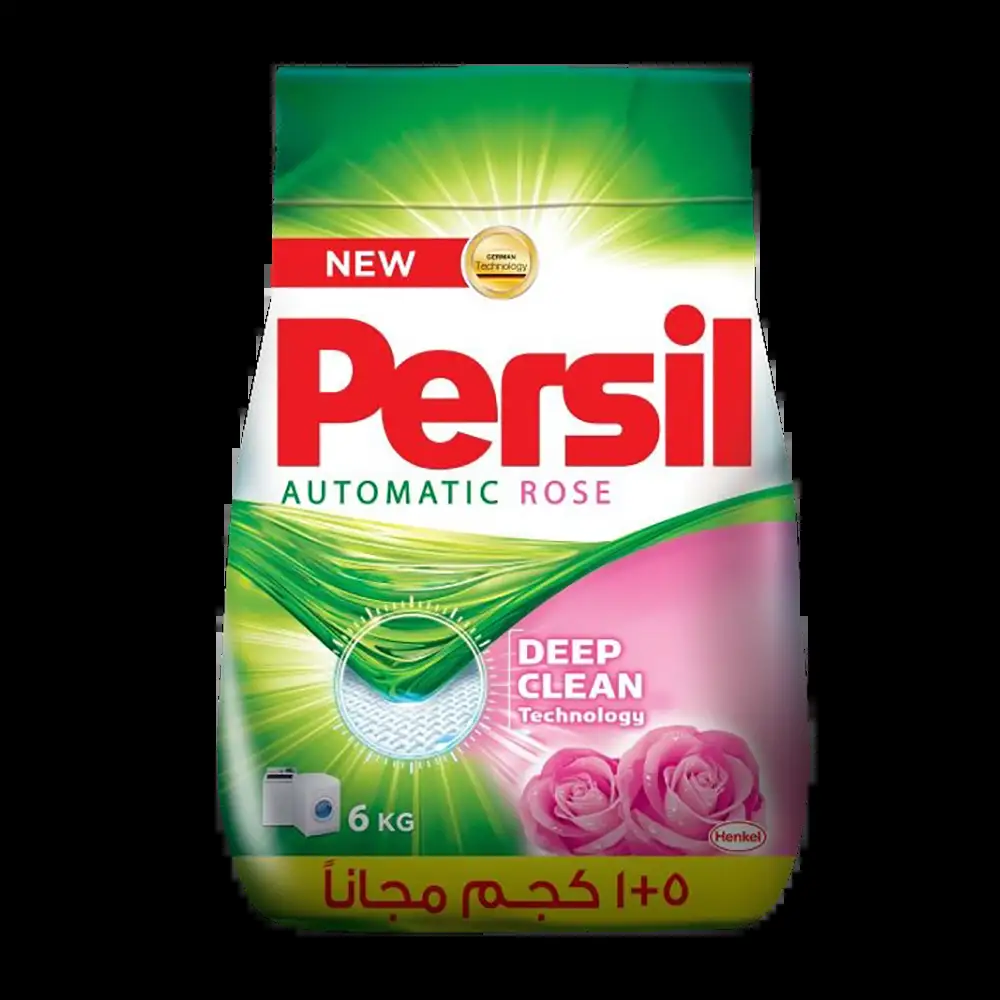 NEW
GERMAN
Technology
Persil
AUTOMATIC ROSE
DEEP
CLEAN
Technology
6 KG
Henkel
٥+١ كجم مجاناً